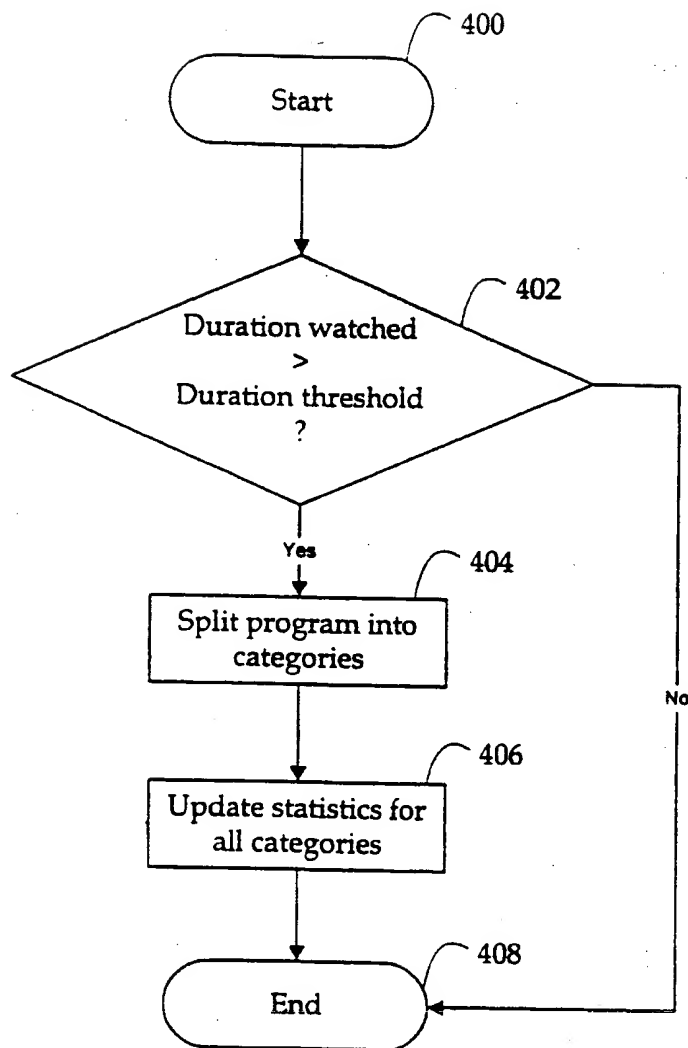 400
Start
402
Duration watched
>
Duration threshold
?
Yes
404
Split program into
categories
No
406
Update statistics for
all categories
408
End